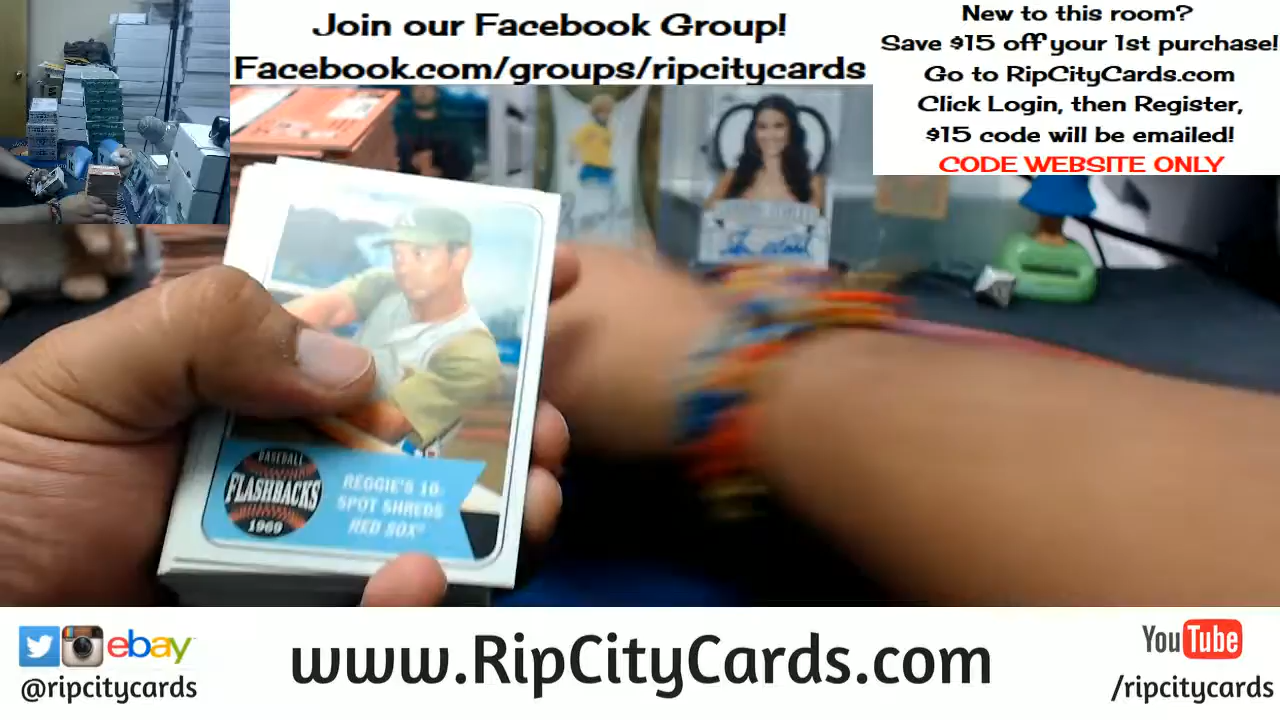 Join our Facebook Group!
Facebook.com/groups/ripcitycards
New to this room?
Save $15 off your 1st purchase!
Go to RipCityCards.com
Click Login, then Register,
$15 code will be emailed!
CODE WEBSITE ONLY
BASEBALL
FLASHBACKS
1969
REGGIE'S 10-
SPOT SHREDS
RED SOX
ebay
@ripcitycards
www.RipCityCards.com
YouTube
/ripcitycards